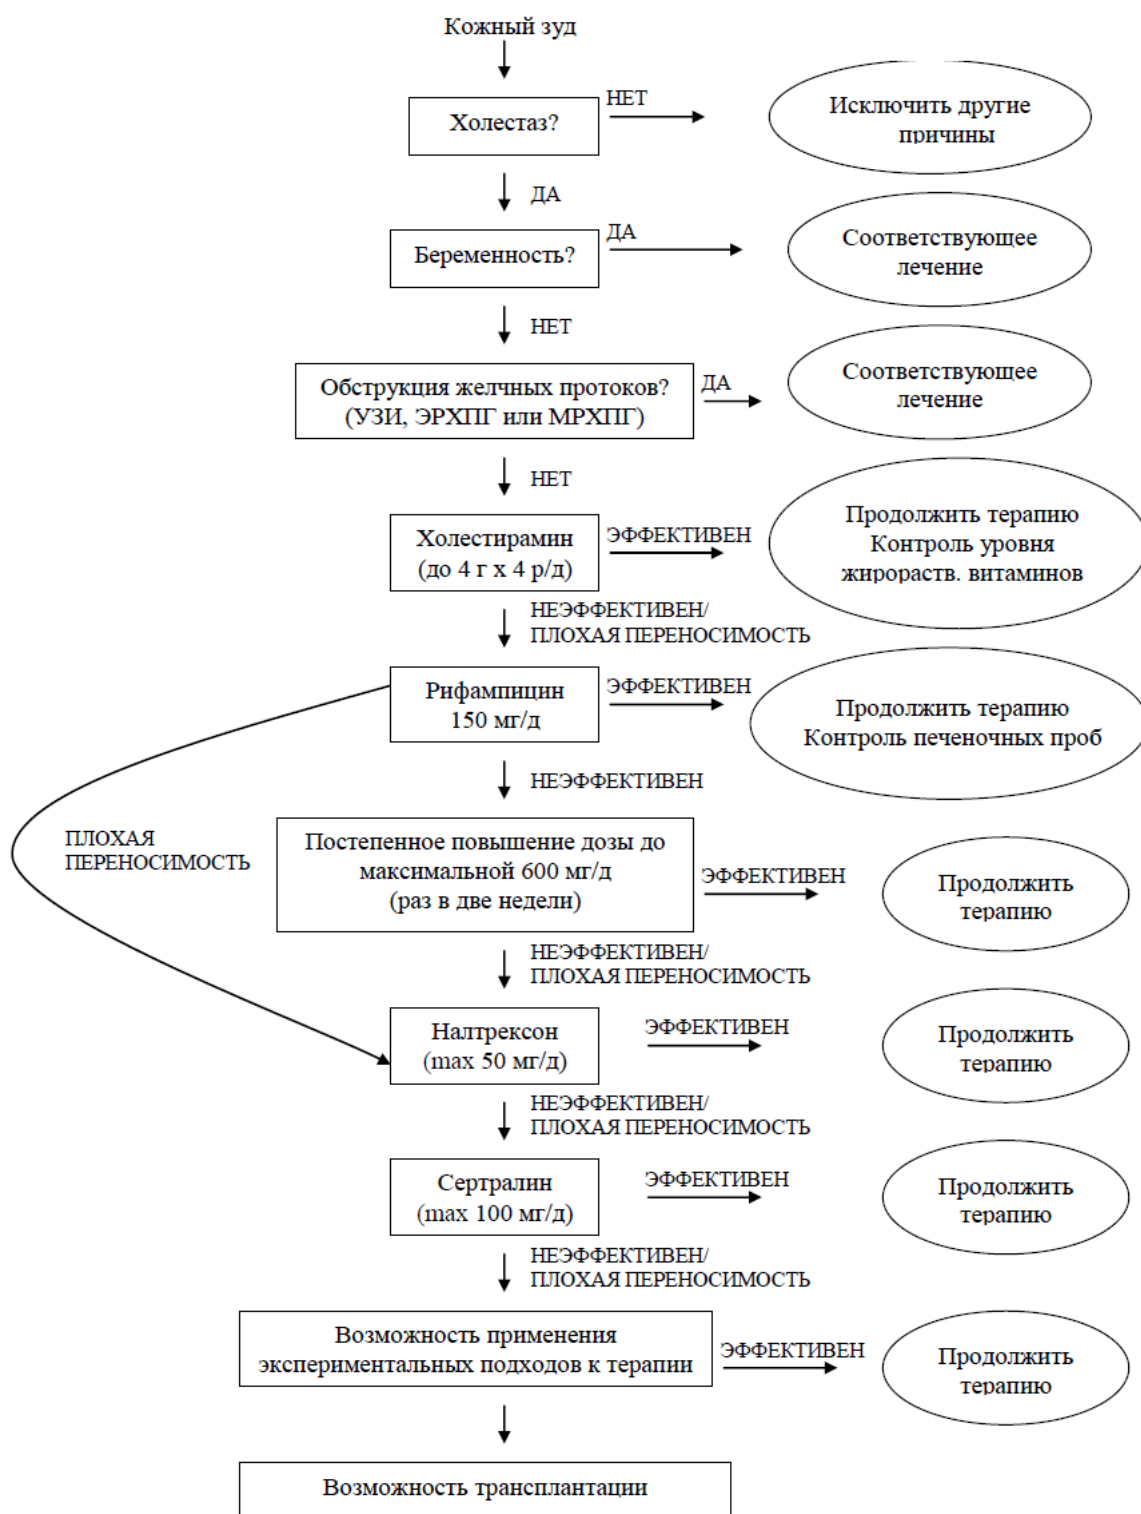 Кожный зуд
Холестаз?
НЕТ
Исключить другие
причины
ДА
Беременность?
ДА
Соответствующее
лечение
НЕТ
Обструкция желчных протоков?
(УЗИ, ЭРХПГ или МРХПГ)
ДА
Соответствующее
лечение
НЕТ
Холестирамин
(до 4 г х 4 р/д)
ЭФФЕКТИВЕН
Продолжить терапию
Контроль уровня
жирораств. витаминов
НЕЭФФЕКТИВЕН/
ПЛОХАЯ ПЕРЕНОСИМОСТЬ
Рифампицин
150 мг/д
ЭФФЕКТИВЕН
Продолжить терапию
Контроль печеночных проб
НЕЭФФЕКТИВЕН
ПЛОХАЯ
ПЕРЕНОСИМОСТЬ
Постепенное повышение дозы до
максимальной 600 мг/д
(раз в две недели)
ЭФФЕКТИВЕН
Продолжить
терапию
НЕЭФФЕКТИВЕН/
ПЛОХАЯ ПЕРЕНОСИМОСТЬ
Налтрексон
(max 50 мг/д)
ЭФФЕКТИВЕН
Продолжить
терапию
НЕЭФФЕКТИВЕН/
ПЛОХАЯ ПЕРЕНОСИМОСТЬ
Сертралин
(max 100 мг/д)
ЭФФЕКТИВЕН
Продолжить
терапию
НЕЭФФЕКТИВЕН/
ПЛОХАЯ ПЕРЕНОСИМОСТЬ
Возможность применения
экспериментальных подходов к терапии
ЭФФЕКТИВЕН
Продолжить
терапию
Возможность трансплантации